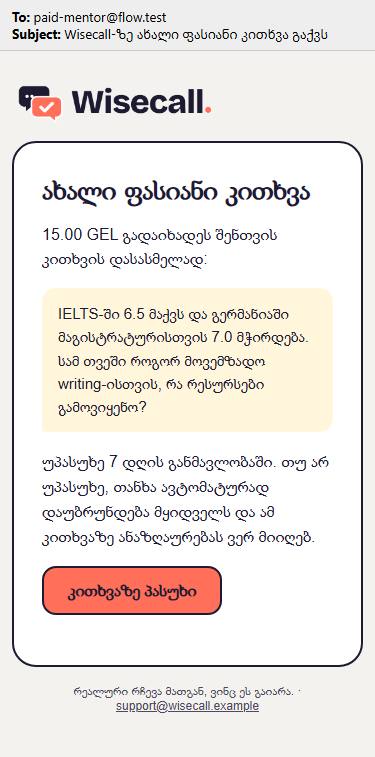 To: paid-mentor@flow.test
Subject: Wisecall-ზე ახალი ფასიანი კითხვა გაქვს
Wisecall.
ახალი ფასიანი კითხვა
15.00 GEL გადაიხადეს შენთვის
კითხვის დასასმელად:
IELTS-ში 6.5 მაქვს და გერმანიაში
მაგისტრატურისთვის 7.0 მჭირდება.
სამ თვეში როგორ მოვემზადო
writing-ისთვის, რა რესურსები
გამოვიყენო?
უპასუხე 7 დღის განმავლობაში. თუ არ
უპასუხე, თანხა ავტომატურად
დაუბრუნდება მყიდველს და ამ
კითხვაზე ანაზღაურებას ვერ მიიღებ.
კითხვაზე პასუხი
რეალური რჩევა მათგან, ვინც ეს გაიარა. ·
support@wisecall.example